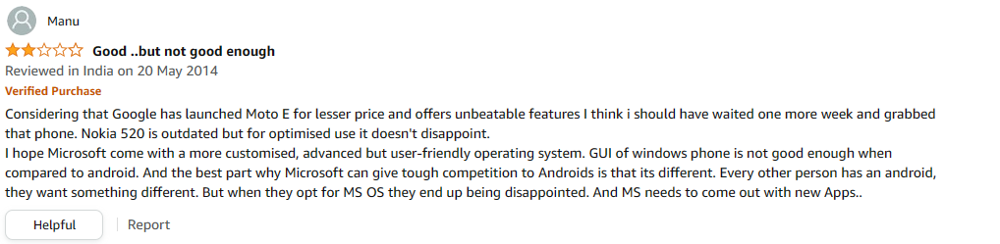 Manu
Good ..but not good enough
Reviewed in India on 20 May 2014
Verified Purchase
Considering that Google has launched Moto E for lesser price and offers unbeatable features I think i should have waited one more week and grabbed
that phone. Nokia 520 is outdated but for optimised use it doesn't disappoint.
I hope Microsoft come with a more customised, advanced but user-friendly operating system. GUI of windows phone is not good enough when
compared to android. And the best part why Microsoft can give tough competition to Androids is that its different. Every other person has an android,
they want something different. But when they opt for MS OS they end up being disappointed. And MS needs to come out with new Apps..
Helpful Report